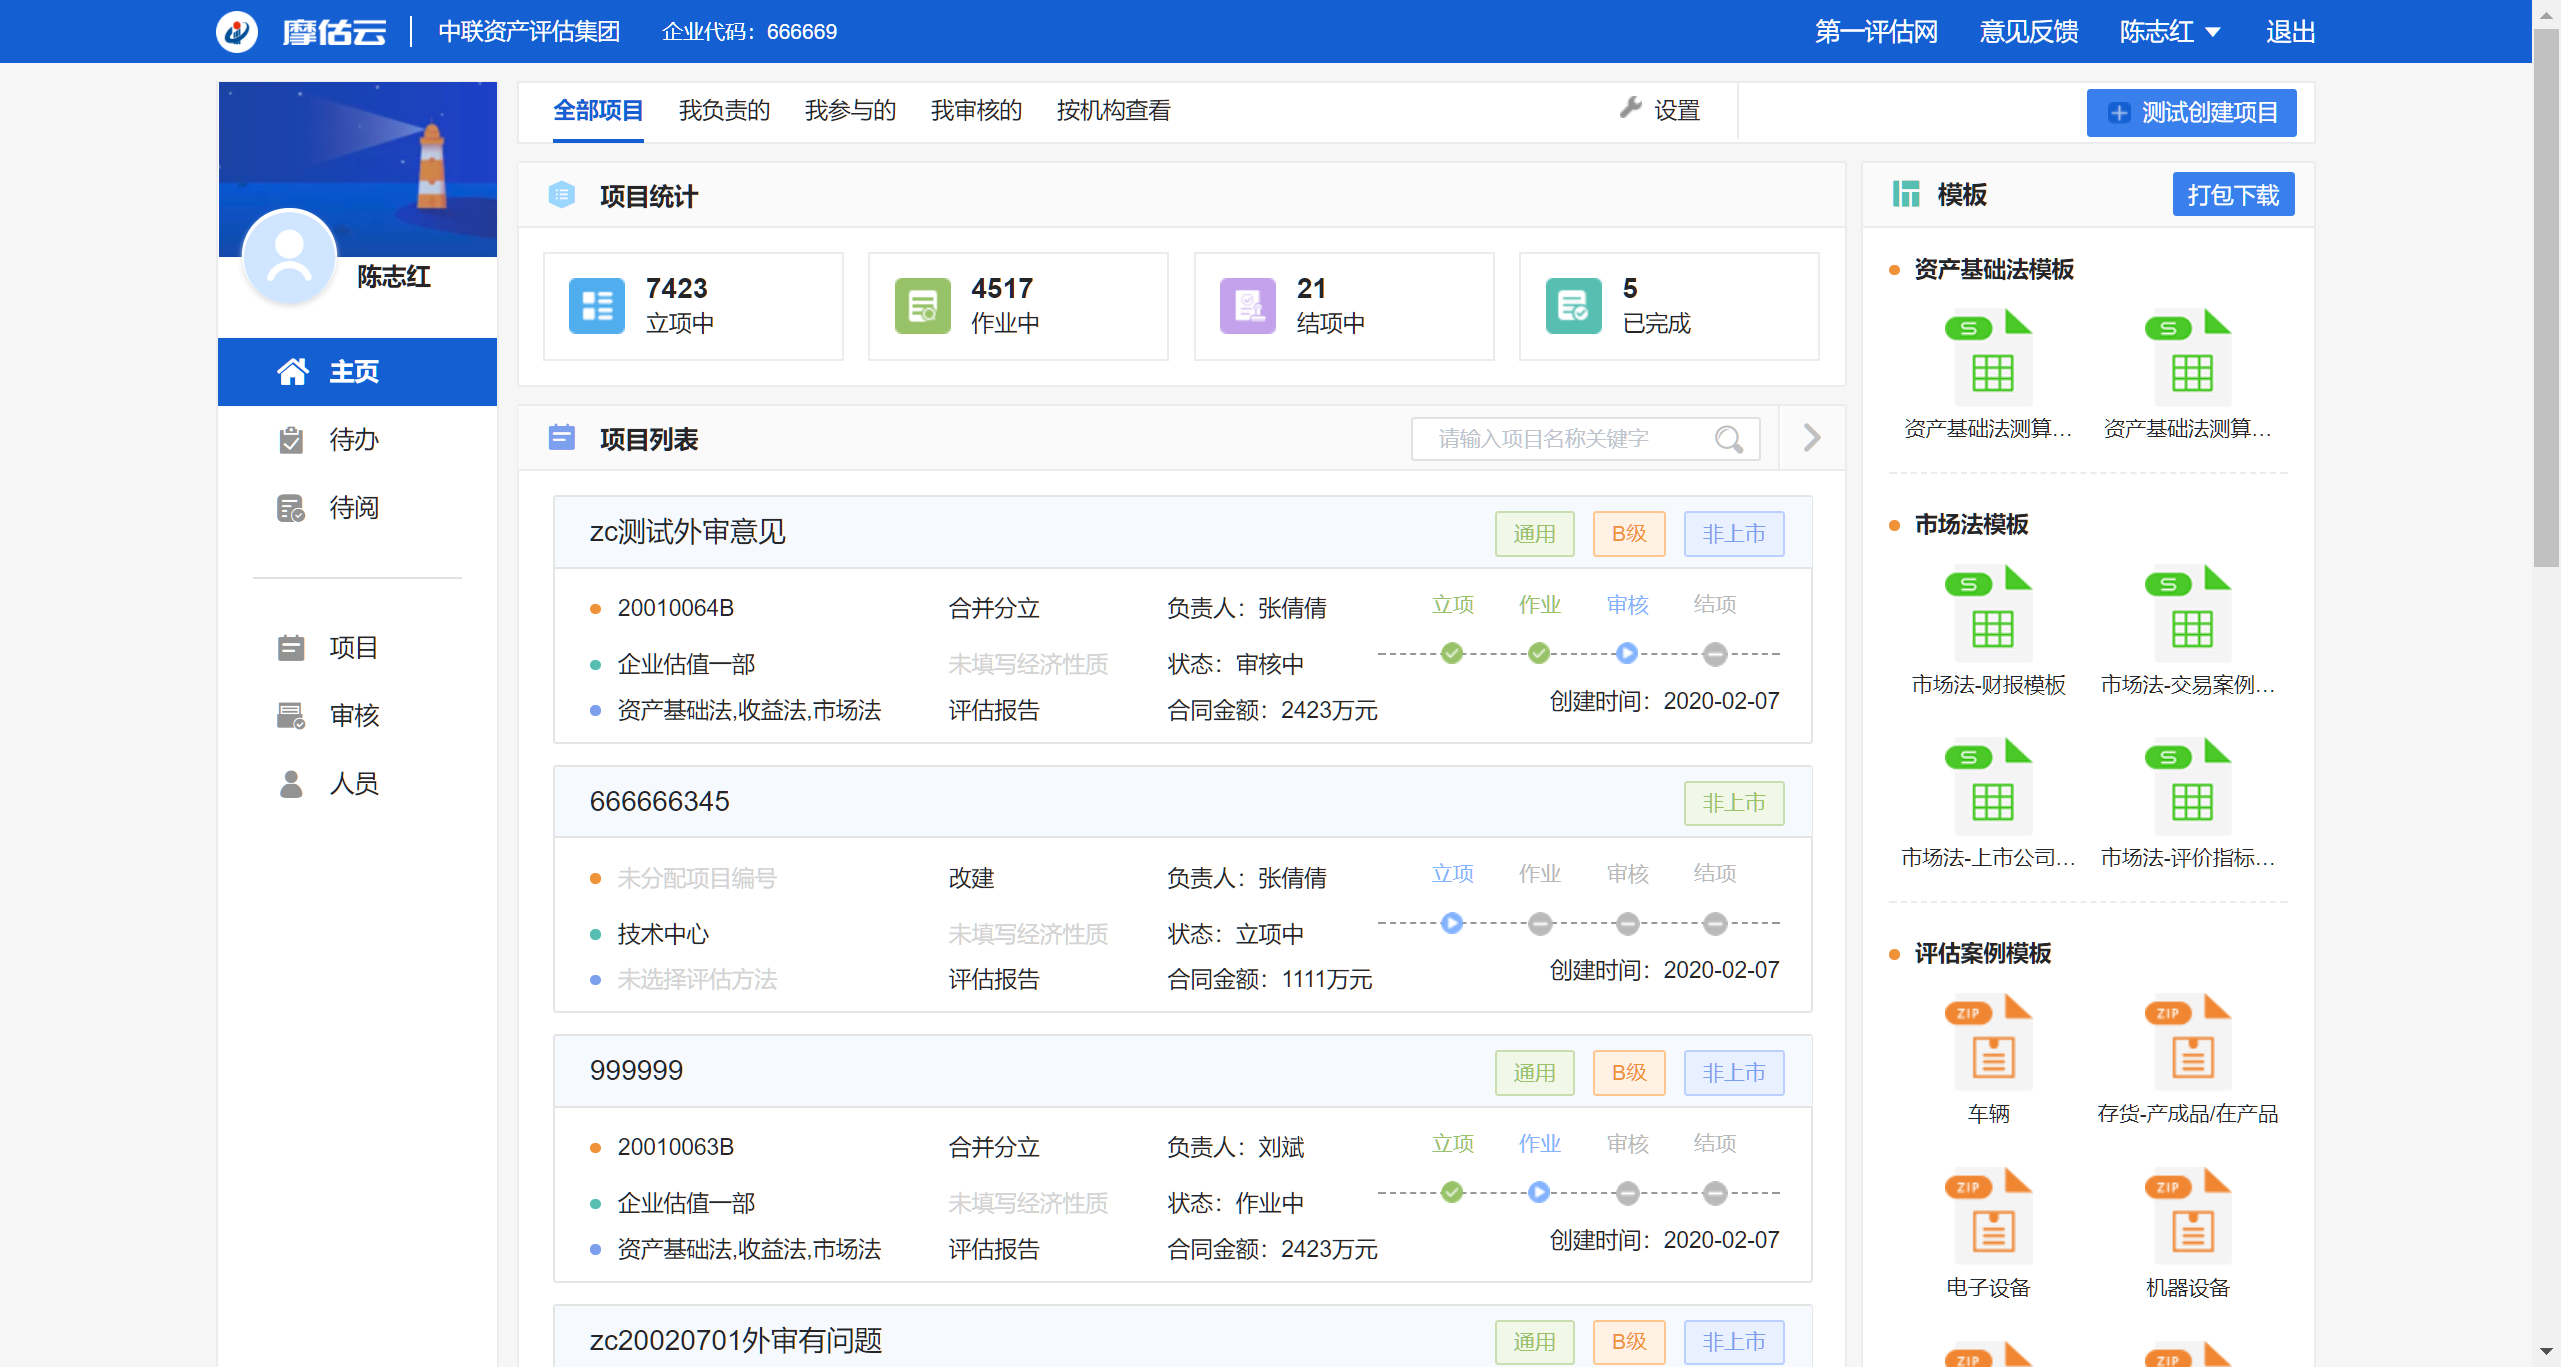 摩估云 中联资产评估集团 企业代码：666669 第一评估网 意见反馈 陈志红 退出
陈志红
主页
待办
待阅
项目
审核
人员
全部项目 我负责的 我参与的 我审核的 按机构查看 设置 测试创建项目
项目统计
7423
立项中
4517
作业中
21
结项中
5
已完成
项目列表 请输入项目名称关键字
zc测试外审意见 通用 B级 非上市
20010064B 合并分立 负责人：张倩倩 立项 作业 审核 结项
企业估值一部 未填写经济性质 状态：审核中
资产基础法,收益法,市场法 评估报告 合同金额：2423万元 创建时间：2020-02-07
666666345 非上市
未分配项目编号 改建 负责人：张倩倩 立项 作业 审核 结项
技术中心 未填写经济性质 状态：立项中
未选择评估方法 评估报告 合同金额：1111万元 创建时间：2020-02-07
999999 通用 B级 非上市
20010063B 合并分立 负责人：刘斌 立项 作业 审核 结项
企业估值一部 未填写经济性质 状态：作业中
资产基础法,收益法,市场法 评估报告 合同金额：2423万元 创建时间：2020-02-07
zc20020701外审有问题 通用 B级 非上市
模板 打包下载
资产基础法模板
S S
资产基础法测算... 资产基础法测算...
市场法模板
S S
市场法-财报模板 市场法-交易案例...
S S
市场法-上市公司... 市场法-评价指标...
评估案例模板
ZIP ZIP
车辆 存货-产成品/在产品
ZIP ZIP
电子设备 机器设备
ZIP ZIP